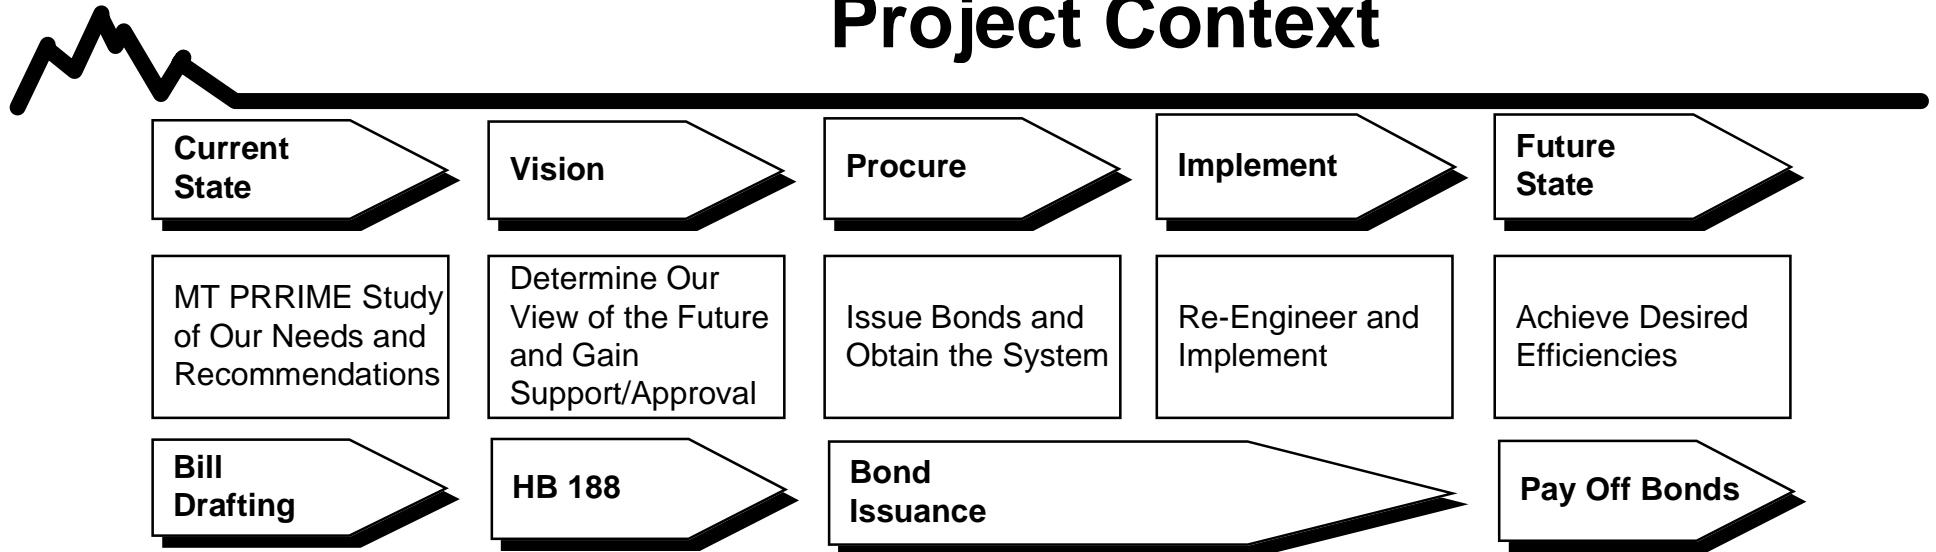 Project Context
Current
State
Vision
Procure
Implement
Future
State
MT PRRIME Study
of Our Needs and
Recommendations
Determine Our
View of the Future
and Gain
Support/Approval
Issue Bonds and
Obtain the System
Re-Engineer and
Implement
Achieve Desired
Efficiencies
Bill
Drafting
HB 188
Bond
Issuance
Pay Off Bonds